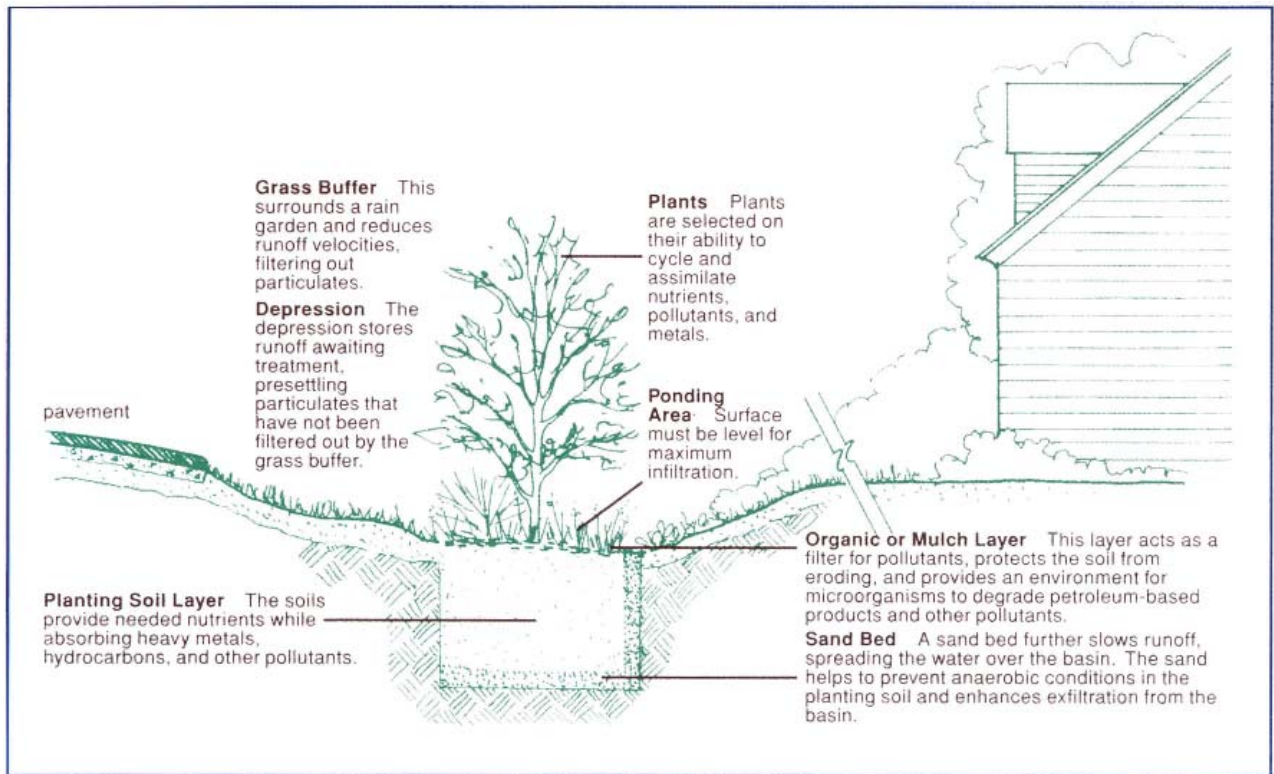 Grass Buffer This
surrounds a rain
garden and reduces
runoff velocities,
filtering out
particulates.
Depression The
depression stores
runoff awaiting
treatment,
presettling
particulates that
have not been
filtered out by the
grass buffer.
pavement
Plants Plants
are selected on
their ability to
cycle and
assimilate
nutrients,
pollutants, and
metals.
Ponding
Area Surface
must be level for
maximum
infiltration.
Planting Soil Layer The soils
provide needed nutrients while
absorbing heavy metals,
hydrocarbons, and other pollutants.
Organic or Mulch Layer This layer acts as a
filter for pollutants, protects the soil from
eroding, and provides an environment for
microorganisms to degrade petroleum-based
products and other pollutants.
Sand Bed A sand bed further slows runoff,
spreading the water over the basin. The sand
helps to prevent anaerobic conditions in the
planting soil and enhances exfiltration from the
basin.